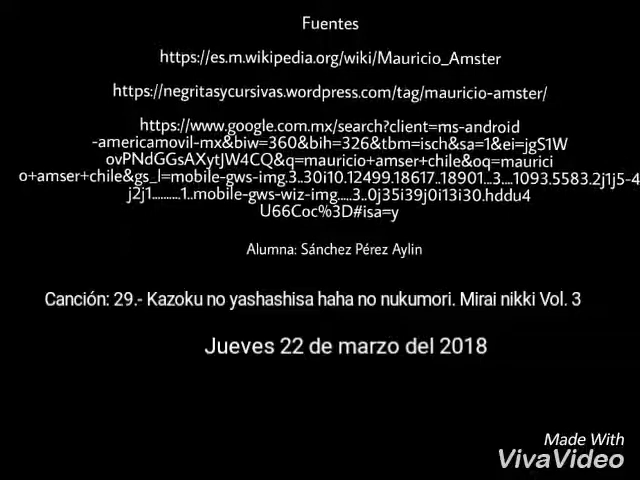 Fuentes
https://es.m.wikipedia.org/wiki/Mauricio_Amster
https://negritasycursivas.wordpress.com/tag/mauricio-amster/
https://www.google.com.mx/search?client=ms-android
-americamovil-mx&biw=360&bih=326&tbm=isch&sa=1&ei=jgS1W
ovPNdGGsAXytJW4CQ&q=mauricio+amser+chile&oq=maurici
o+amser+chile&gs_l=mobile-gws-img.3..30i10.12499.18617..18901...3....1093.5583.2j1j5-4
j2j1..........1..mobile-gws-wiz-img.....3..0j35i39j0i13i30.hddu4
U66Coc%3D#isa=y
Alumna: Sánchez Pérez Aylin
Canción: 29.- Kazoku no yashashisa haha no nukumori. Mirai nikki Vol. 3
Jueves 22 de marzo del 2018
Made With
VivaVideo